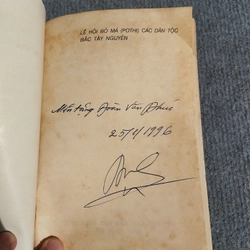 LỄ HỘI BỎ MẢ (POTHI) CÁC DÂN TỘC
BẮC TÂY NGUYÊN
Mến tặng Đoàn Văn Phúc
25/4/1996